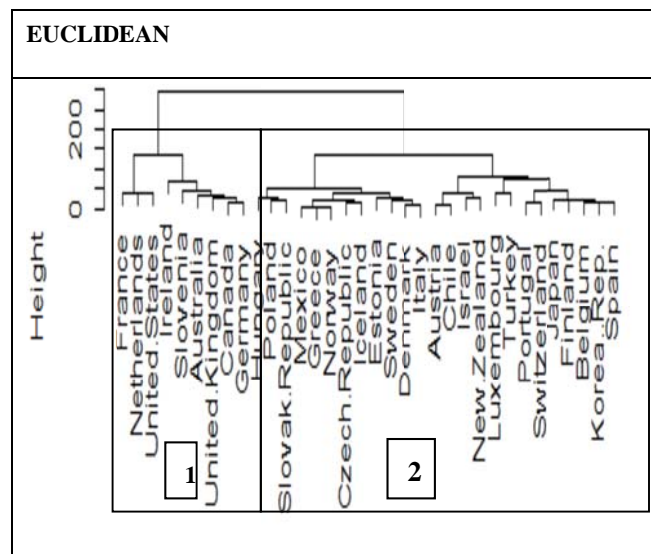 EUCLIDEAN
Height
0 200
France
Netherlands
United.States
Ireland
Slovenia
Australia
United.Kingdom
Canada
Germany
Hungary
Poland
Slovak.Republic
Mexico
Greece
Norway
Czech.Republic
Iceland
Estonia
Sweden
Denmark
Italy
Austria
Chile
Israel
New.Zealand
Luxembourg
Turkey
Portugal
Switzerland
Japan
Finland
Belgium
Korea..Rep.
Spain
1
2